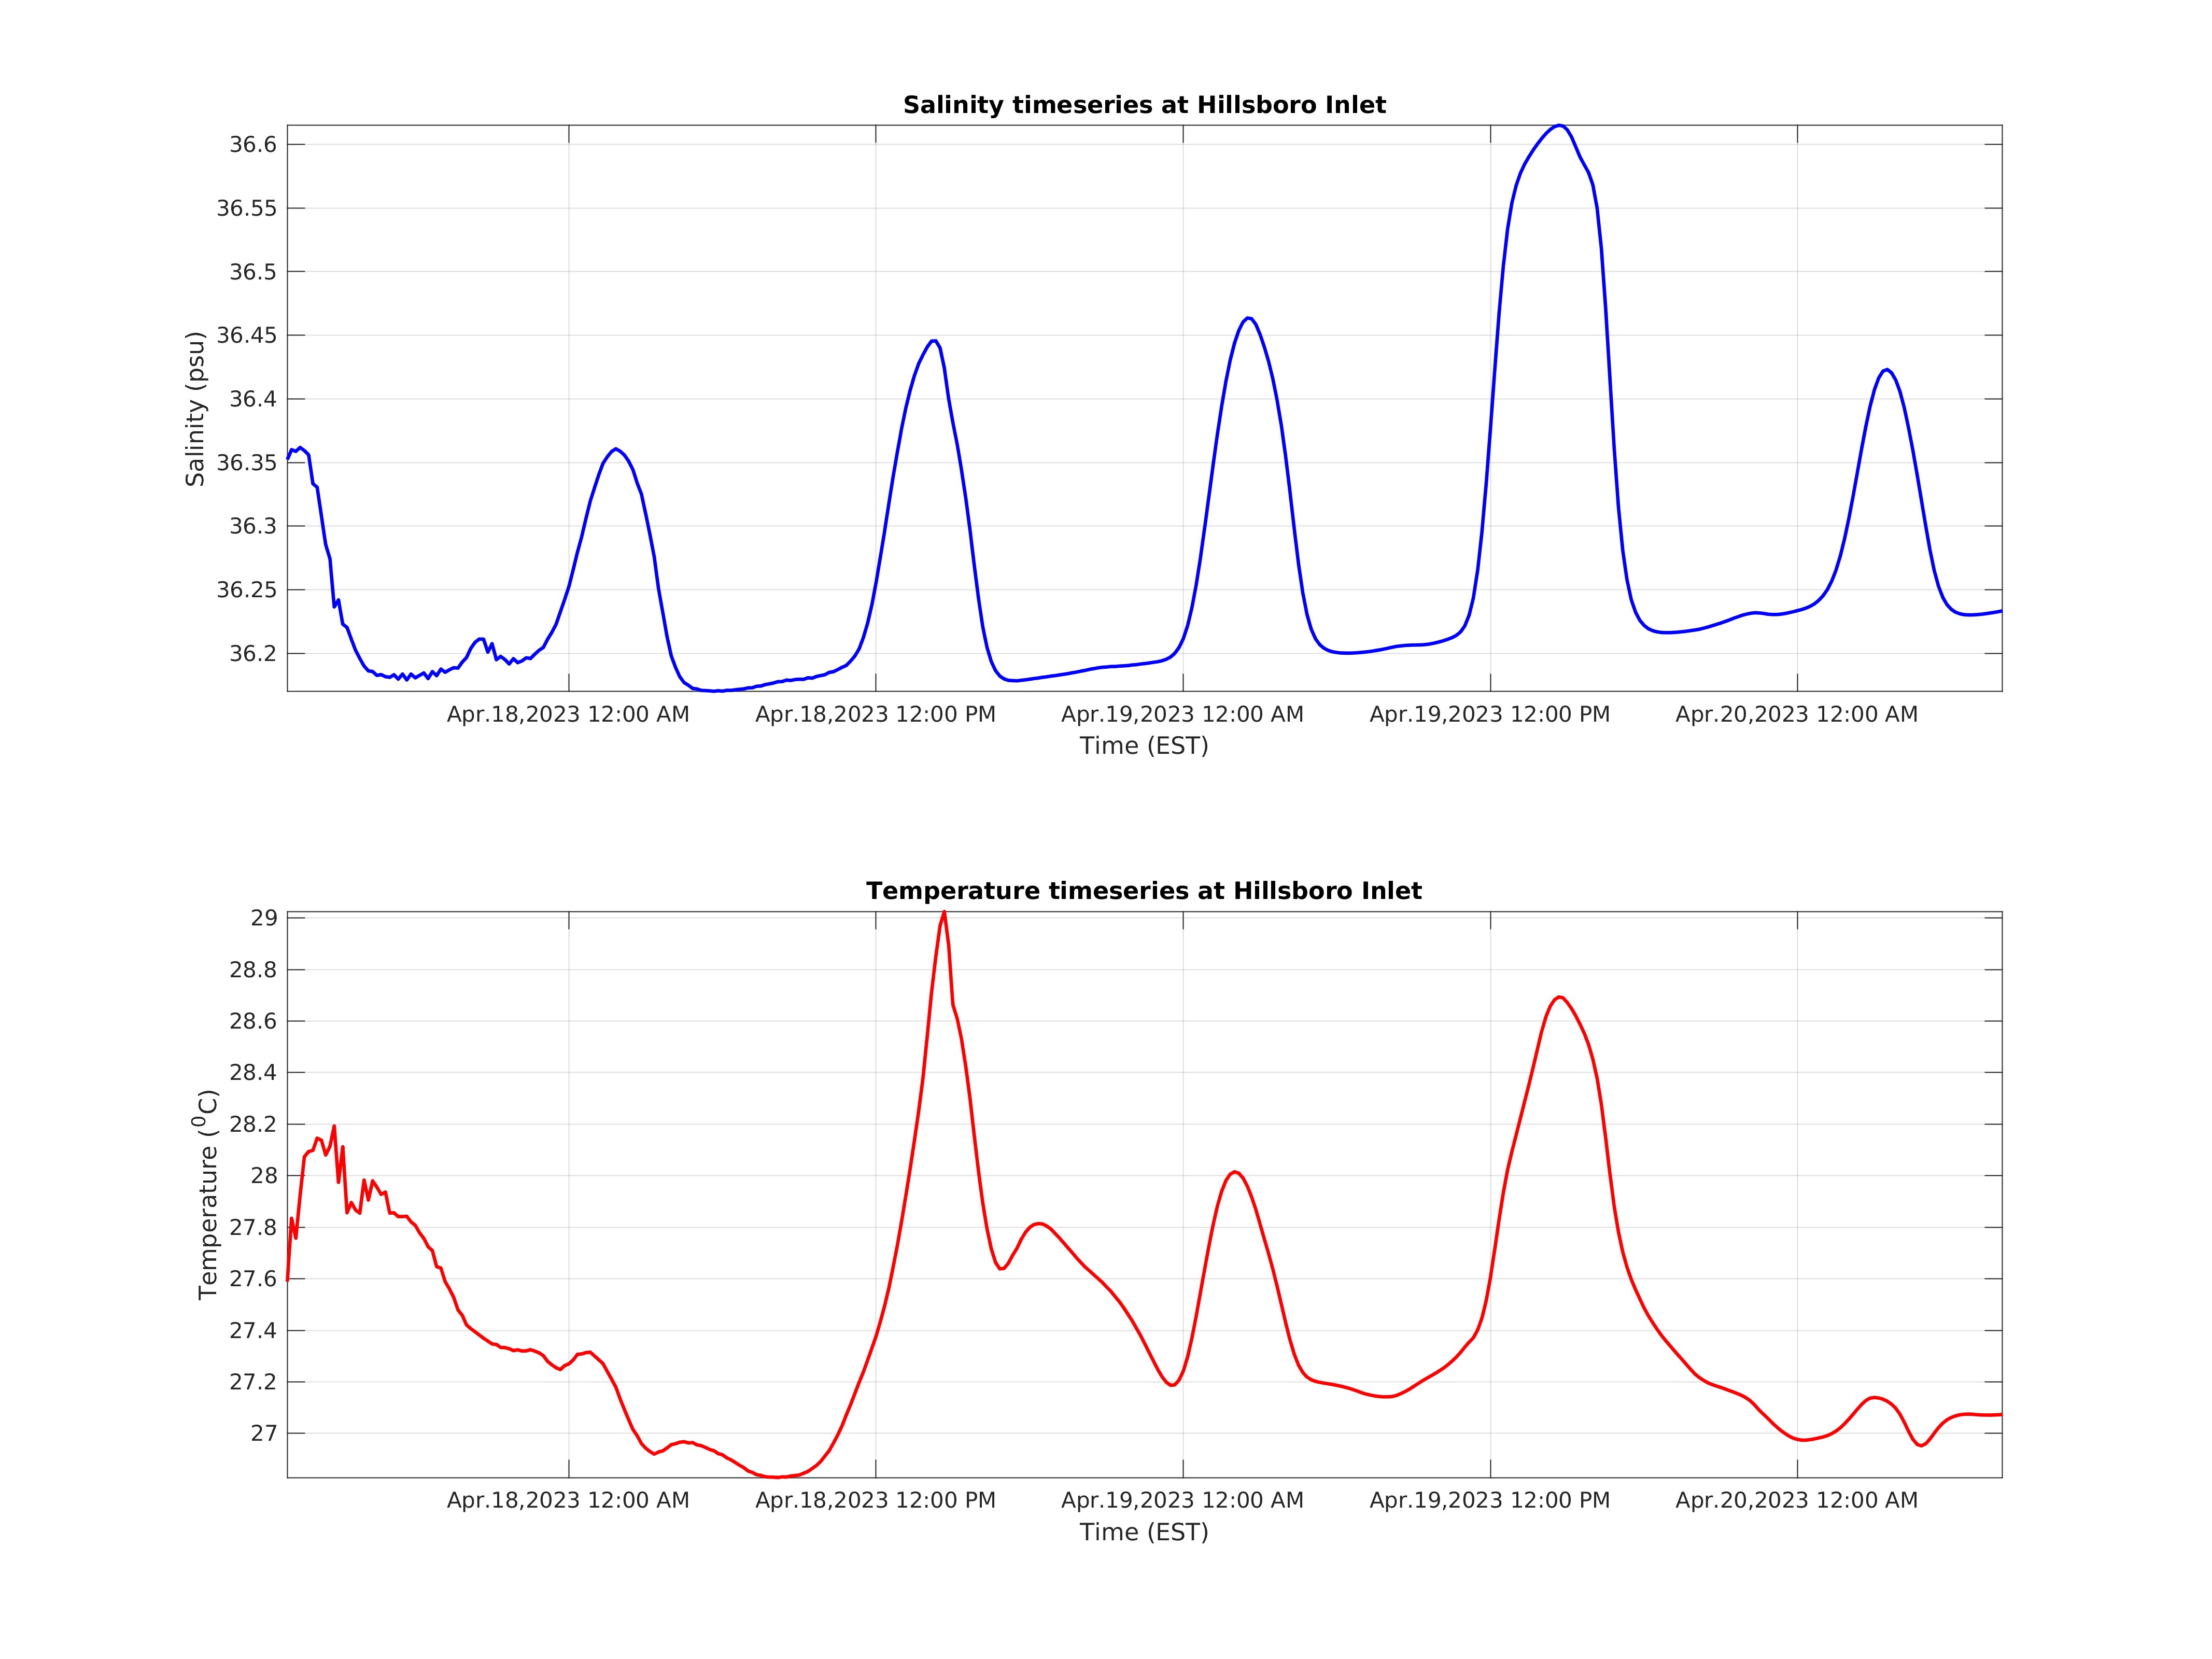 Salinity timeseries at Hillsboro Inlet
36.6
36.55
36.5
36.45
36.4
36.35
36.3
36.25
36.2
Salinity (psu)
Apr.18,2023 12:00 AM Apr.18,2023 12:00 PM Apr.19,2023 12:00 AM Apr.19,2023 12:00 PM Apr.20,2023 12:00 AM
Time (EST)
Temperature timeseries at Hillsboro Inlet
29
28.8
28.6
28.4
28.2
28
27.8
27.6
27.4
27.2
27
Temperature (⁰C)
Apr.18,2023 12:00 AM Apr.18,2023 12:00 PM Apr.19,2023 12:00 AM Apr.19,2023 12:00 PM Apr.20,2023 12:00 AM
Time (EST)